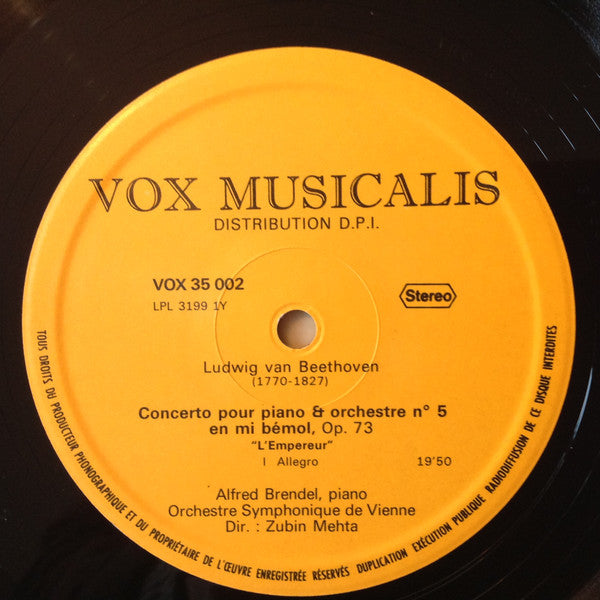 VOX MUSICALIS
DISTRIBUTION D.P.I.
VOX 35 002
LPL 3199 1Y
Stereo
Ludwig van Beethoven
(1770-1827)
Concerto pour piano & orchestre n° 5
en mi bémol, Op. 73
"L'Empereur"
I Allegro 19'50
Alfred Brendel, piano
Orchestre Symphonique de Vienne
Dir. : Zubin Mehta
TOUS DROITS DU PRODUCTEUR PHONOGRAPHIQUE ET DU PROPRIÉTAIRE DE L'ŒUVRE ENREGISTRÉE RÉSERVÉS DUPLICATION EXÉCUTION PUBLIQUE RADIODIFFUSION DE CE DISQUE INTERDITES